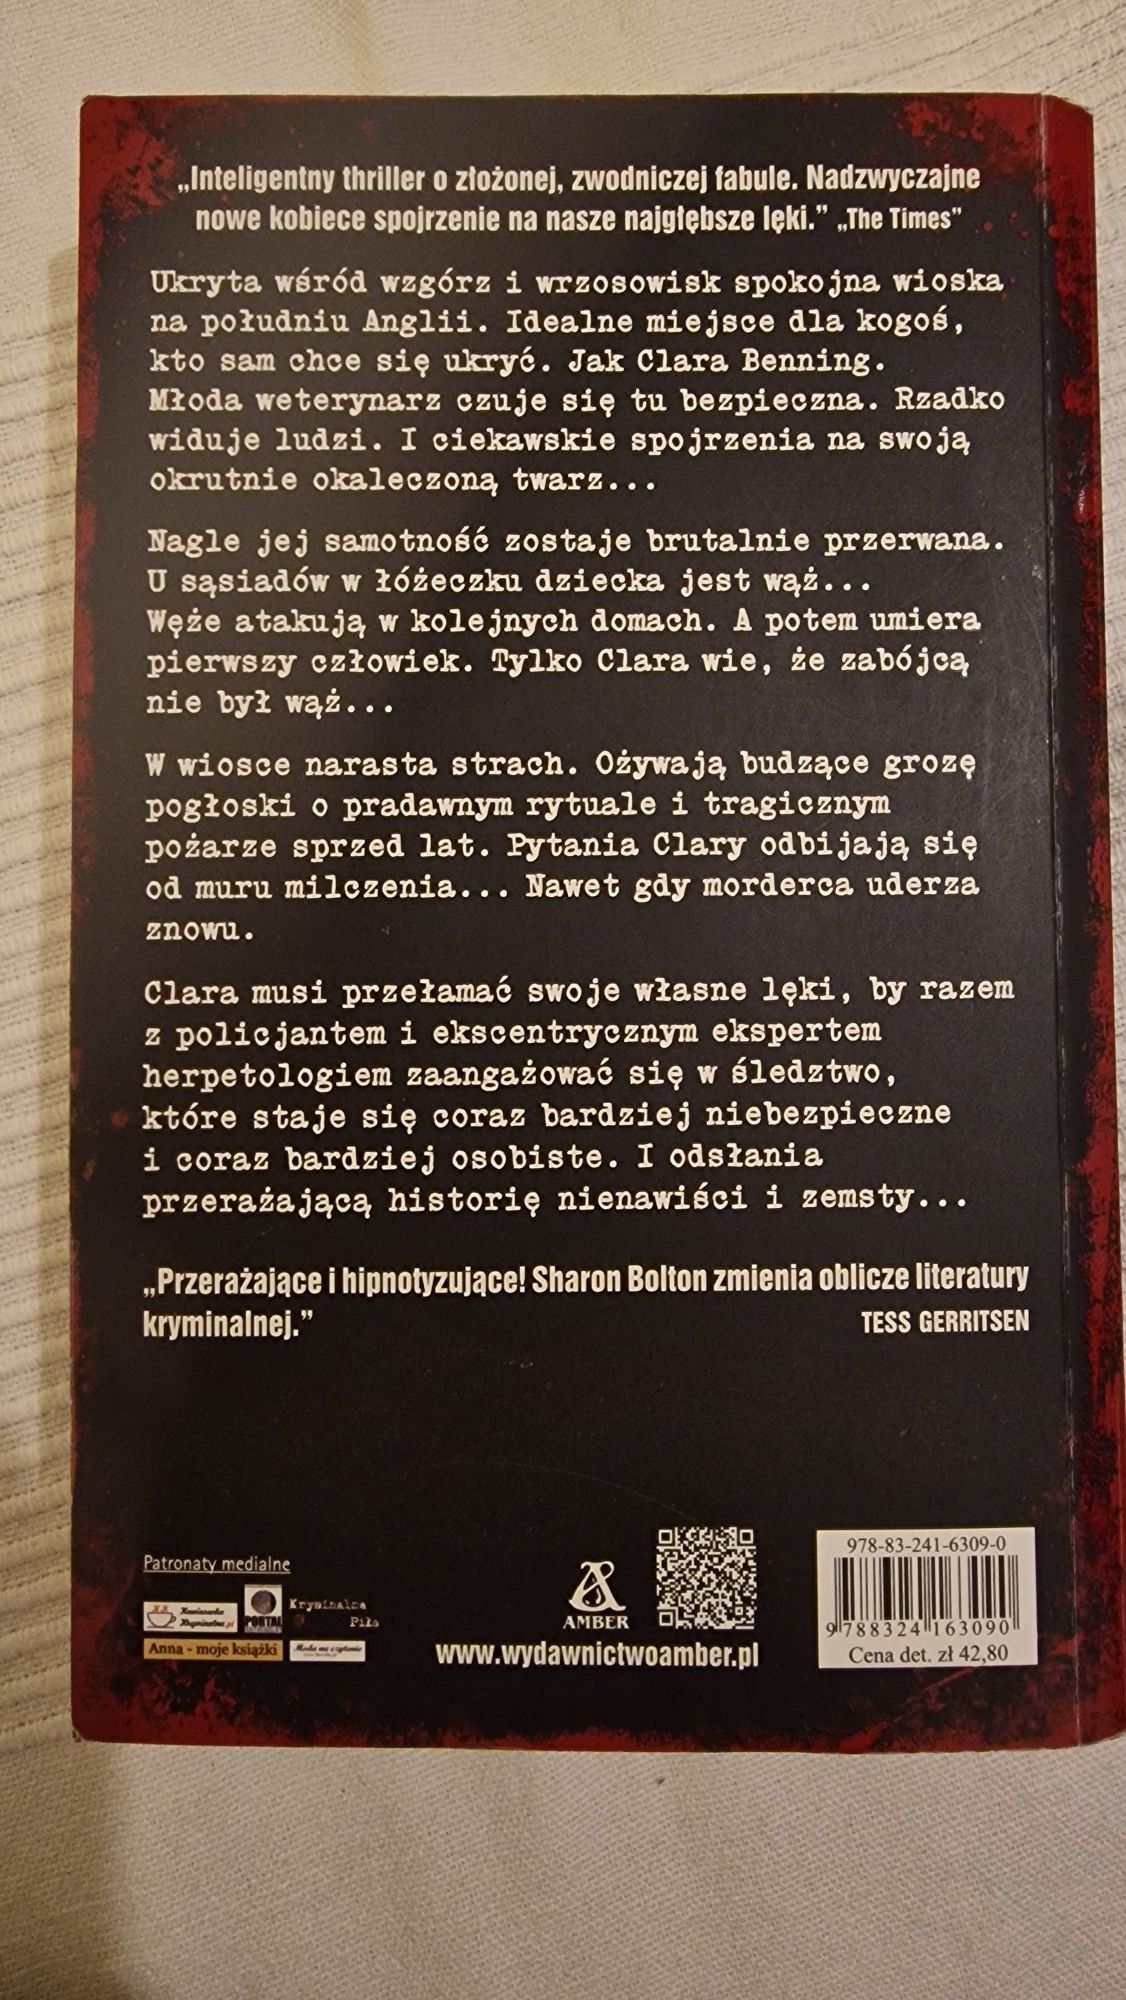 „Inteligentny thriller o złożonej, zwodniczej fabule. Nadzwyczajne
nowe kobiece spojrzenie na nasze najgłębsze lęki.” „The Times”
Ukryta wśród wzgórz i wrzosowisk spokojna wioska
na południu Anglii. Idealne miejsce dla kogoś,
kto sam chce się ukryć. Jak Clara Benning.
Młoda weterynarz czuje się tu bezpieczna. Rzadko
widuje ludzi. I ciekawskie spojrzenia na swoją
okrutnie okaleczoną twarz...
Nagle jej samotność zostaje brutalnie przerwana.
U sąsiadów w łóżeczku dziecka jest wąż...
Węże atakują w kolejnych domach. A potem umiera
pierwszy człowiek. Tylko Clara wie, że zabójcą
nie był wąż...
W wiosce narasta strach. Ożywają budzące grozę
pogłoski o pradawnym rytuale i tragicznym
pożarze sprzed lat. Pytania Clary odbijają się
od muru milczenia... Nawet gdy morderca uderza
znowu.
Clara musi przełamać swoje własne lęki, by razem
z policjantem i ekscentrycznym ekspertem
herpetologiem zaangażować się w śledztwo,
które staje się coraz bardziej niebezpieczne
i coraz bardziej osobiste. I odsłania
przerażającą historię nienawiści i zemsty...
„Przerażające i hipnotyzujące! Sharon Bolton zmienia oblicze literatury
kryminalnej.” TESS GERRITSEN
Patronaty medialne
PORTAL
Kryminalna
Piła
Anna - moje książki
AMBER
www.wydawnictwoamber.pl
978-83-241-6309-0
9 788324 163090
Cena det. zł 42,80